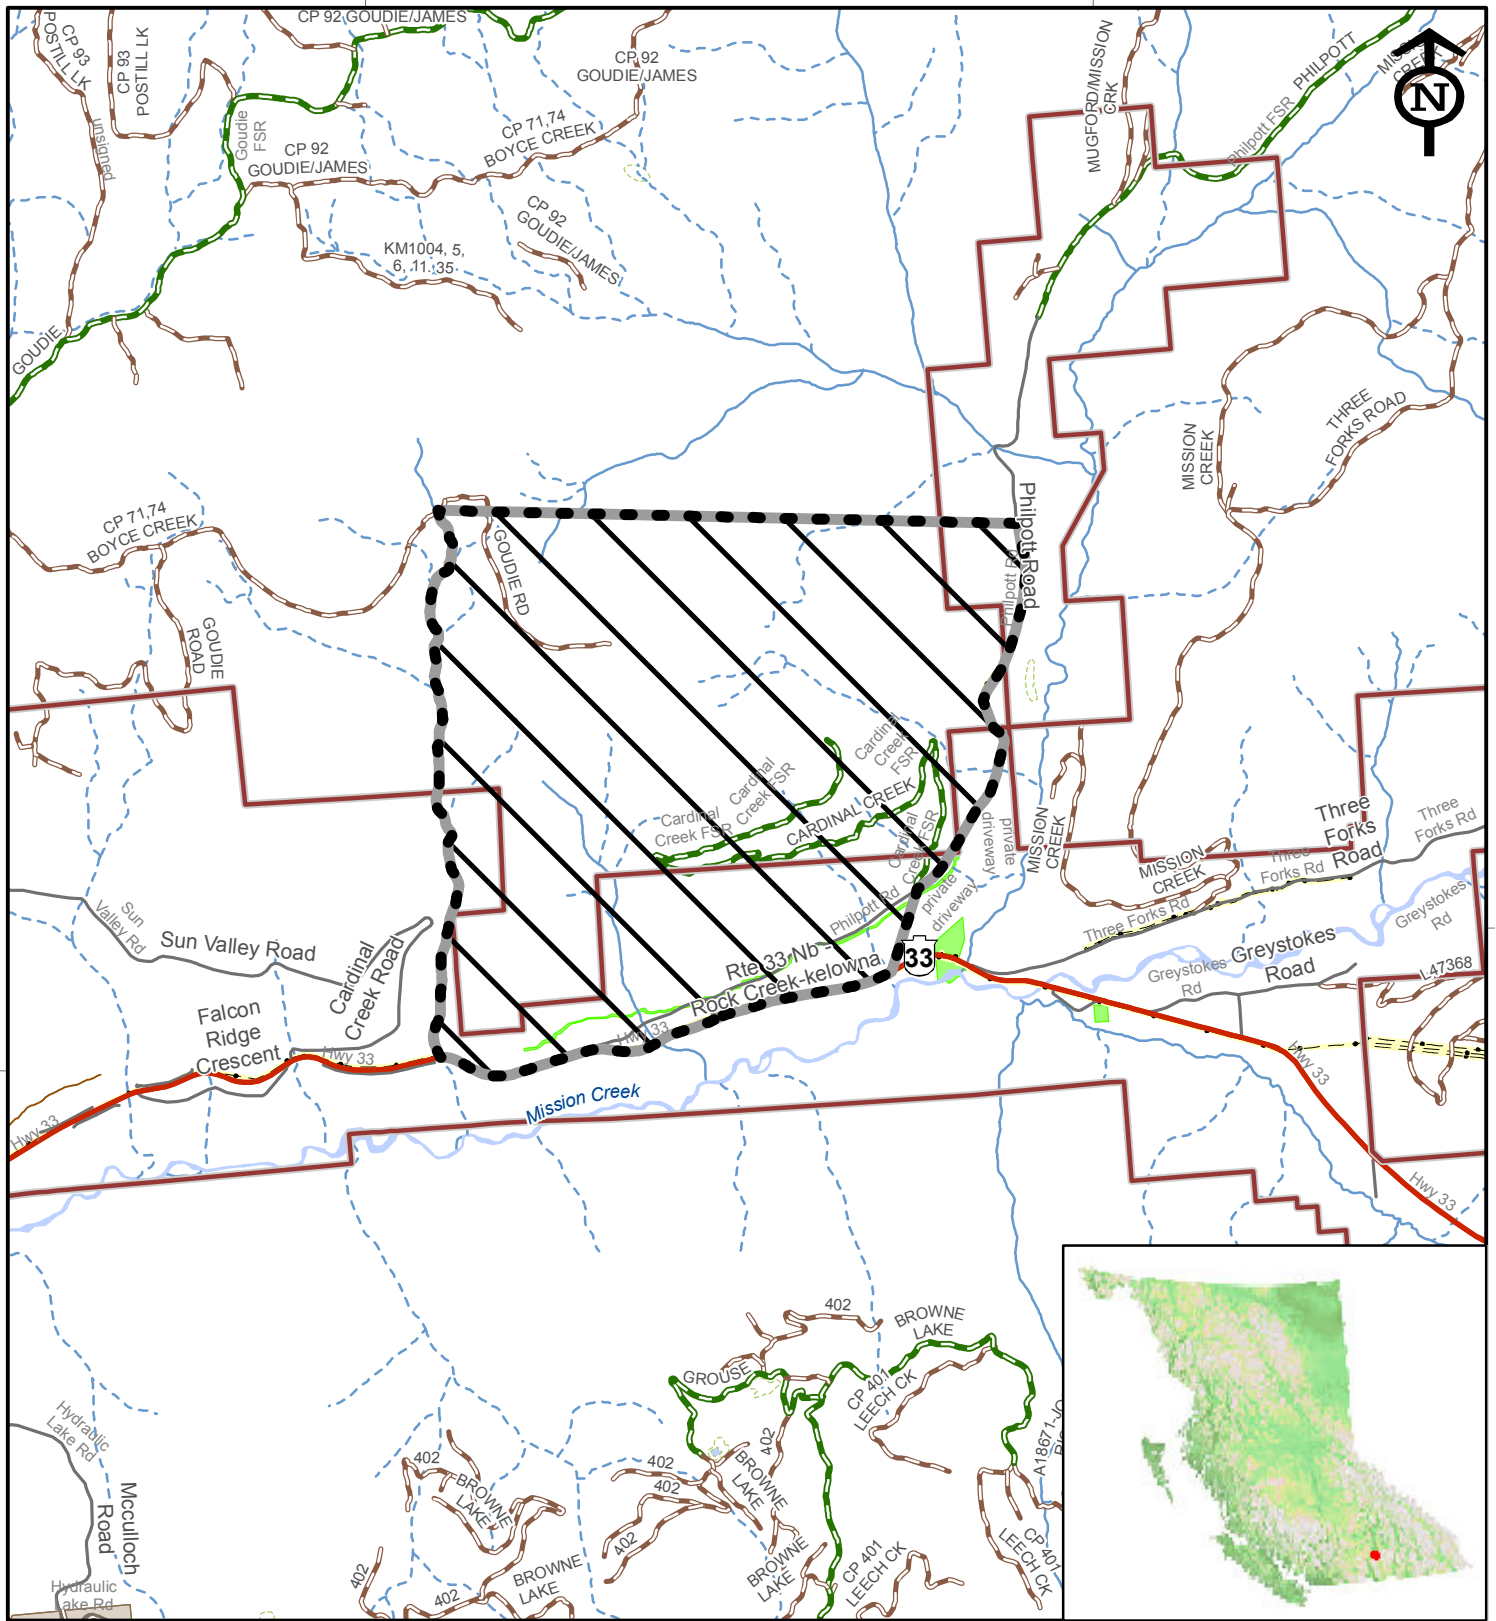 CP 92 GOUDIE/JAMES
CP 93
POSTILL LK
CP 93
POSTILL LK
unsigned
Goudie
FSR
CP 92
GOUDIE/JAMES
CP 92
GOUDIE/JAMES
CP 71,74
BOYCE CREEK
CP 92
GOUDIE/JAMES
KM1004, 5,
6, 11..35
GOUDIE
MUGFORD/MISSION
CRK
PHILPOTT
Philpott FSR
CREEK
N
MISSION
CREEK
THREE
FORKS ROAD
CP 71,74
BOYCE CREEK
GOUDIE
ROAD
GOUDIE RD
Philpott Road
Philpott Rd
Cardinal
Creek FSR
Cardinal
Creek FSR
Cardinal
Creek
FSR
CARDINAL CREEK
Cardinal
Creek FSR
private
driveway
private
driveway
MISSION
CREEK
MISSION
CREEK
Three
Forks
Road
Three
Forks Rd
Three
Forks Rd
Three Forks Rd
Greystokes
Rd
Greystokes
Road
Greystokes
Rd
L47368
Sun
Valley Rd
Sun Valley Road
Cardinal
Creek Road
Falcon
Ridge
Crescent
Philpott Rd
Rte 33 Nb -
Rock Creek-kelowna
33
Hwy 33
Hwy 33
Hwy 33
Hwy 33
Hwy 33
Mission Creek
402
BROWNE
LAKE
GROUSE
CP 401
LEECH CK
A18671-JO
402
BROWNE
LAKE
402
402
402
402
BROWNE
LAKE
Hydraulic
Lake Rd
Mcculloch
Road
Hydraulic
Lake Rd
402
402
BROWNE
LAKE
BROWNE
LAKE
CP 401
LEECH CK
CP 401
LEECH CK